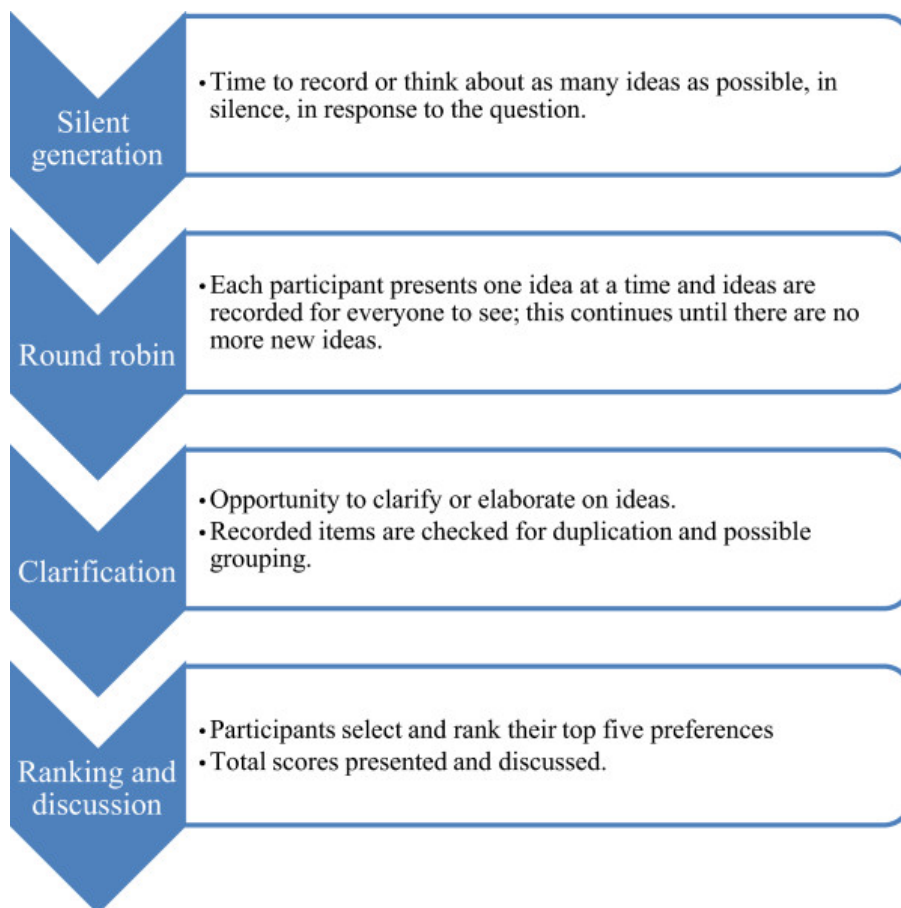 Silent
generation
•Time to record or think about as many ideas as possible, in
silence, in response to the question.
Round robin
•Each participant presents one idea at a time and ideas are
recorded for everyone to see; this continues until there are no
more new ideas.
Clarification
•Opportunity to clarify or elaborate on ideas.
•Recorded items are checked for duplication and possible
grouping.
Ranking and
discussion
•Participants select and rank their top five preferences
•Total scores presented and discussed.